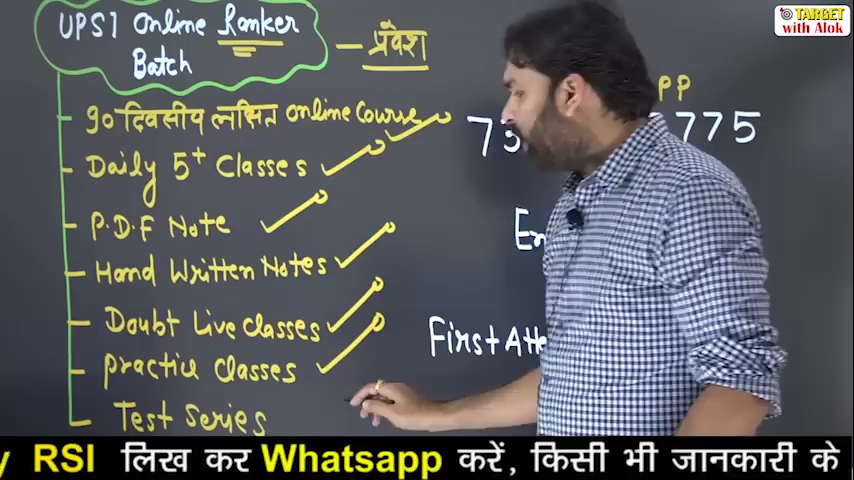 TARGET
with Alok
UPSI Online Ranker
Batch
– प्रवेश
90 दिवसीय लक्षित Online Course
Daily 5+ Classes
P.D.F Note
Hand Written Notes
Doubt Live Classes
Practice Classes
Test Series
PP
775
First
RSI लिख कर Whatsapp करें, किसी भी जानकारी के